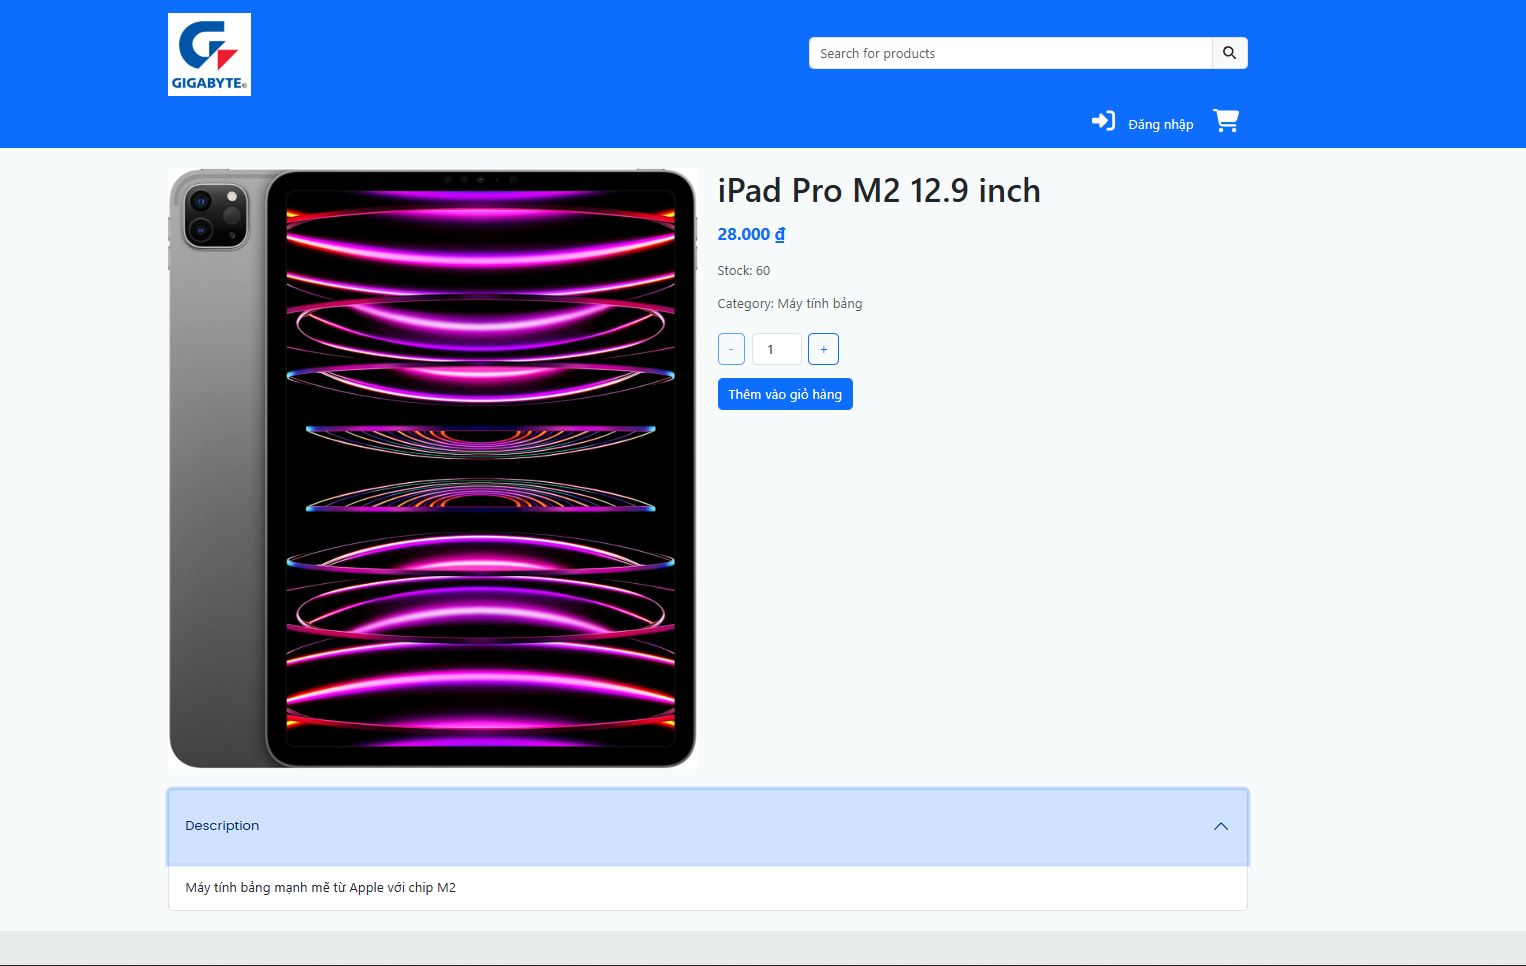 GIGABYTE®
Search for products
Đăng nhập
iPad Pro M2 12.9 inch
28.000 ₫
Stock: 60
Category: Máy tính bảng
- 1 +
Thêm vào giỏ hàng
Description
Máy tính bảng mạnh mẽ từ Apple với chip M2